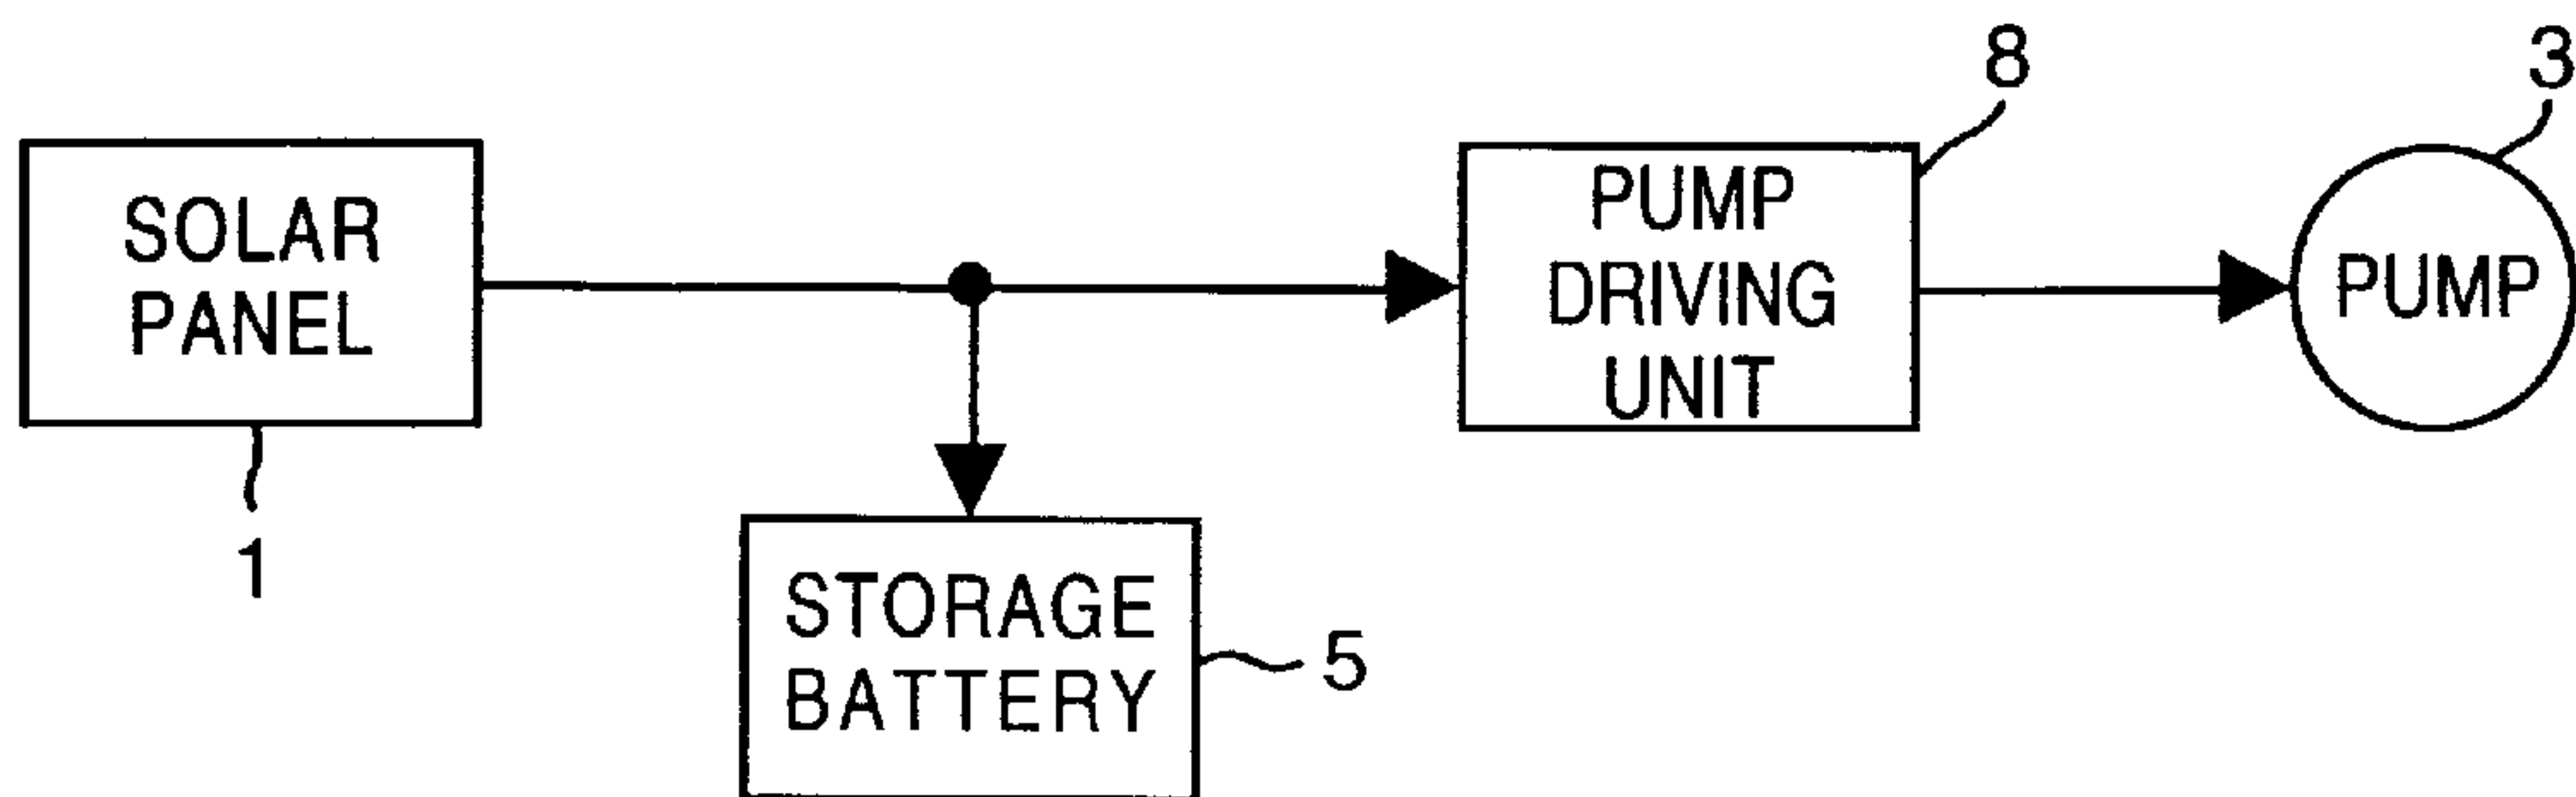 8
3
SOLAR
PANEL
PUMP
DRIVING
UNIT
PUMP
1
STORAGE
BATTERY
5